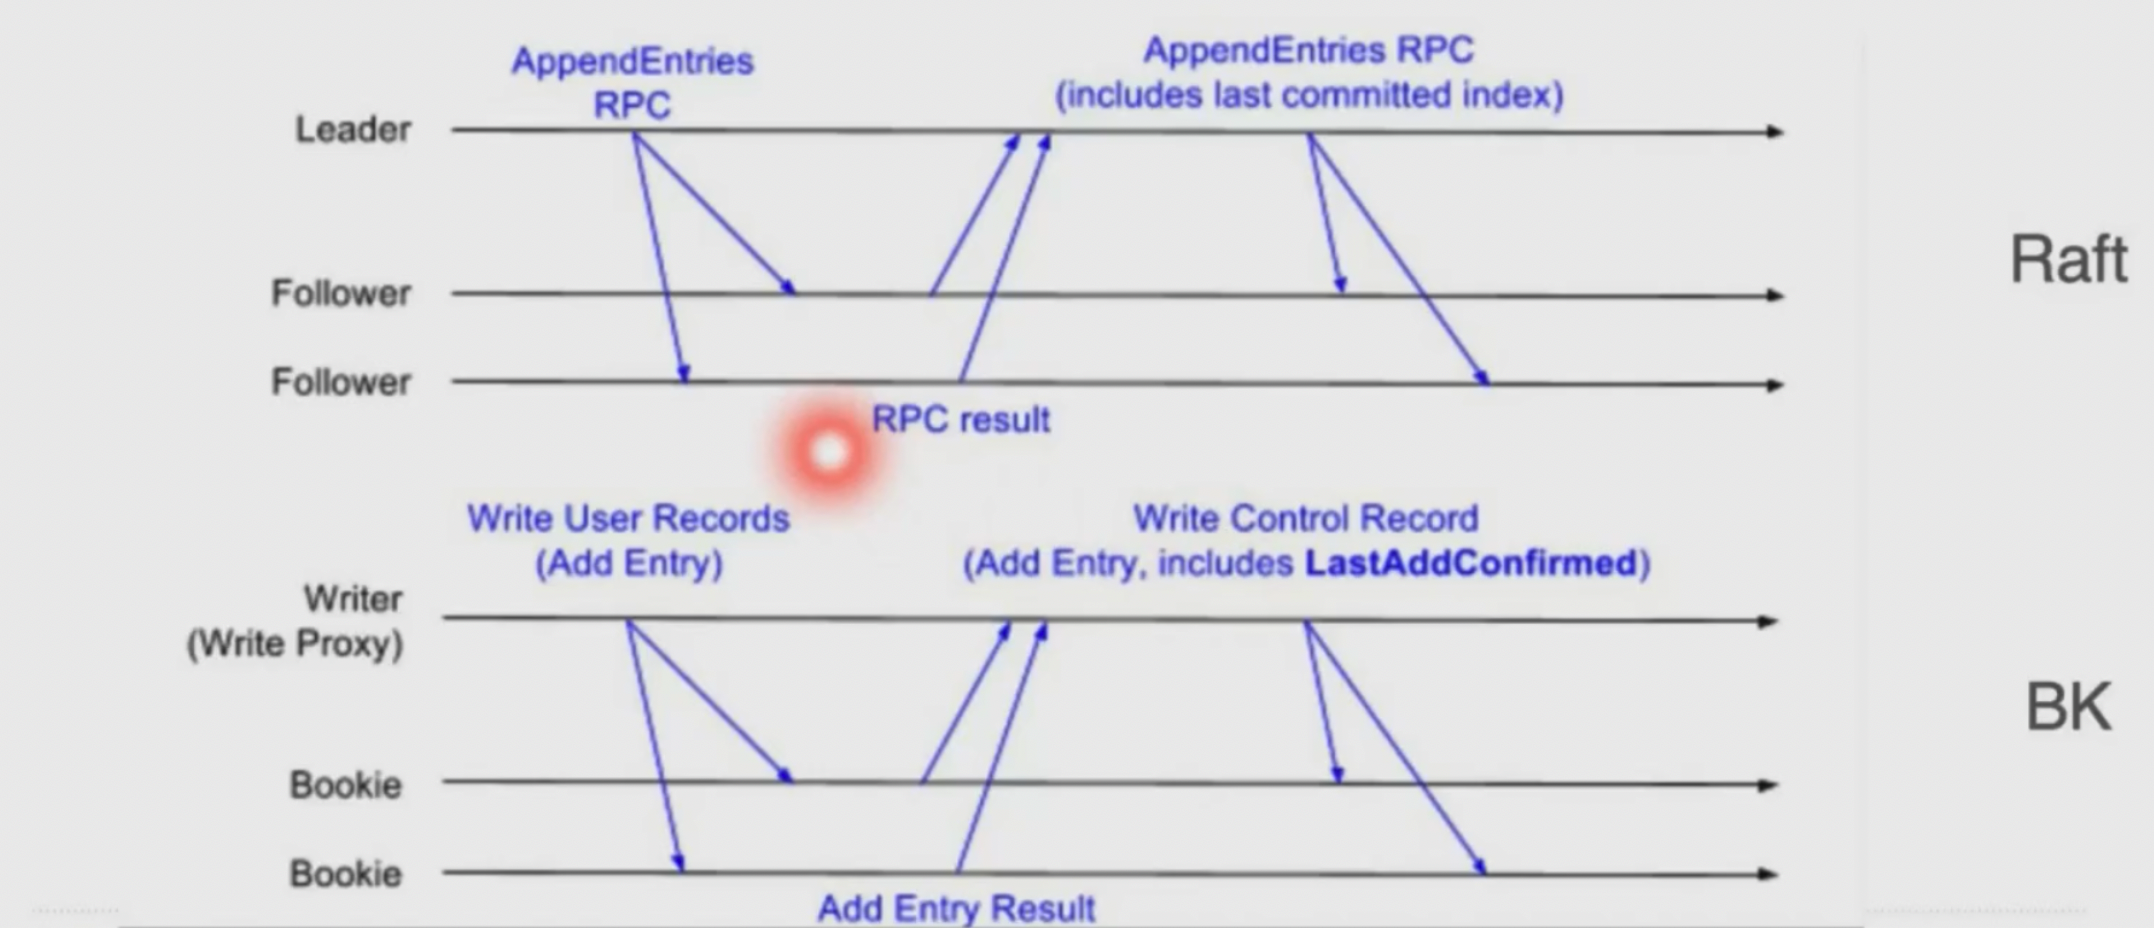 AppendEntries
RPC
AppendEntries RPC
(includes last committed index)
Leader
Follower
Follower
RPC result
Raft
Write User Records
(Add Entry)
Write Control Record
(Add Entry, includes LastAddConfirmed)
Writer
(Write Proxy)
Bookie
Bookie
Add Entry Result
BK